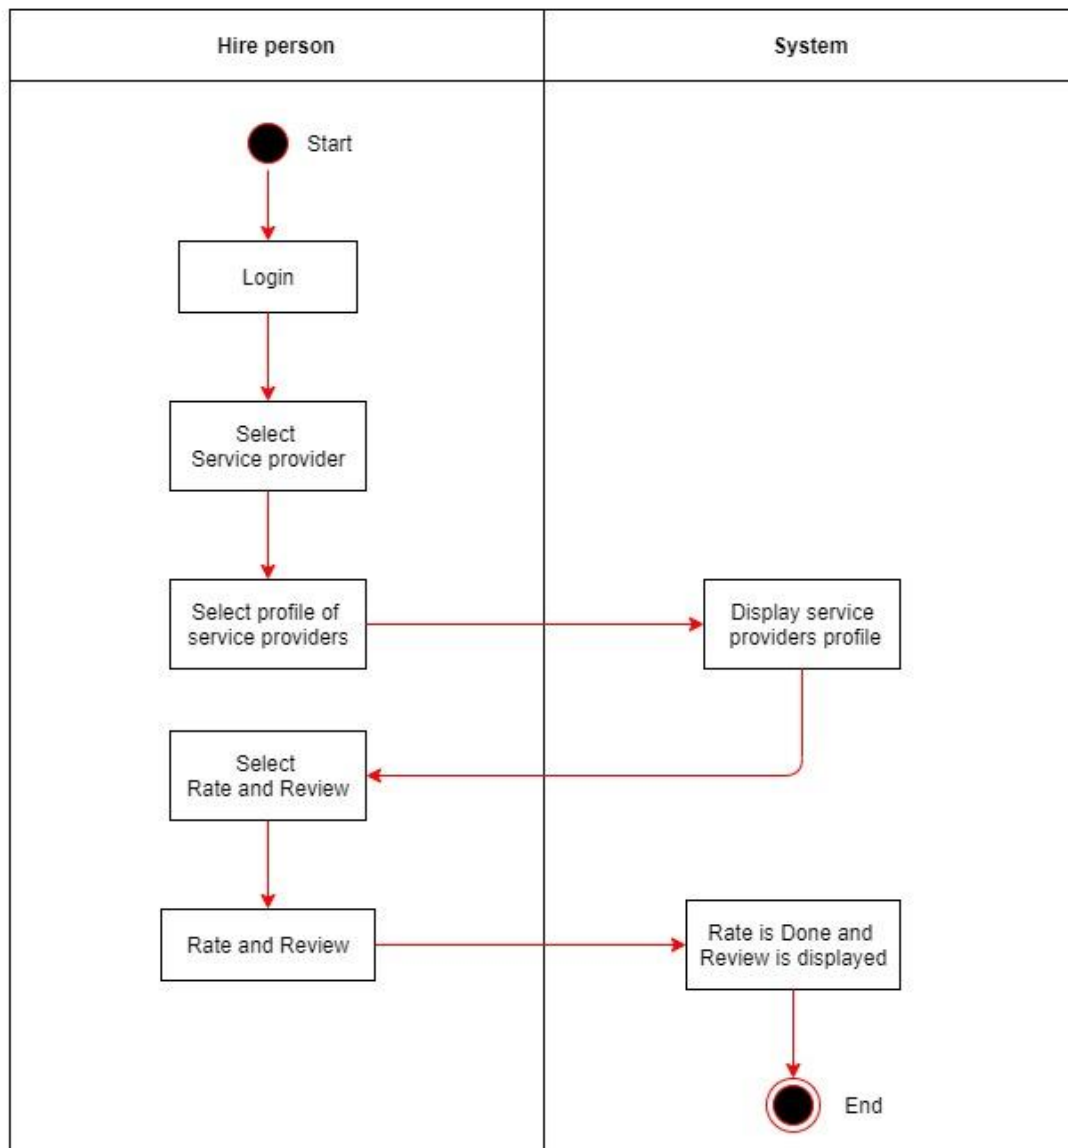 Hire person
System
Start
Login
Select
Service provider
Select profile of
service providers
Display service
providers profile
Select
Rate and Review
Rate and Review
Rate is Done and
Review is displayed
End